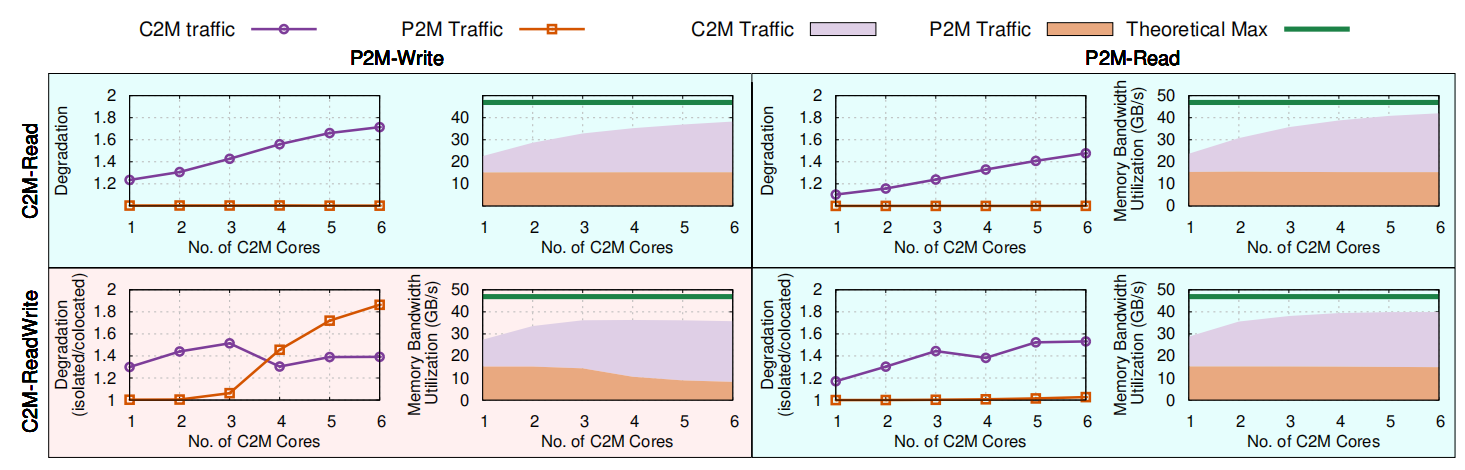 C2M traffic P2M Traffic C2M Traffic P2M Traffic Theoretical Max
P2M-Write P2M-Read
C2M-Read
Degradation
2
1.8
1.6
1.4
1.2
1 2 3 4 5 6
No. of C2M Cores
40
30
20
10
1 2 3 4 5 6
No. of C2M Cores
Degradation
2
1.8
1.6
1.4
1.2
1 2 3 4 5 6
No. of C2M Cores
Memory Bandwidth
Utilization (GB/s)
50
40
30
20
10
0
1 2 3 4 5 6
No. of C2M Cores
C2M-ReadWrite
Degradation
(isolated/colocated)
2
1.8
1.6
1.4
1.2
1
1 2 3 4 5 6
No. of C2M Cores
Memory Bandwidth
Utilization (GB/s)
50
40
30
20
10
0
1 2 3 4 5 6
No. of C2M Cores
Degradation
(isolated/colocated)
2
1.8
1.6
1.4
1.2
1
1 2 3 4 5 6
No. of C2M Cores
Memory Bandwidth
Utilization (GB/s)
50
40
30
20
10
0
1 2 3 4 5 6
No. of C2M Cores